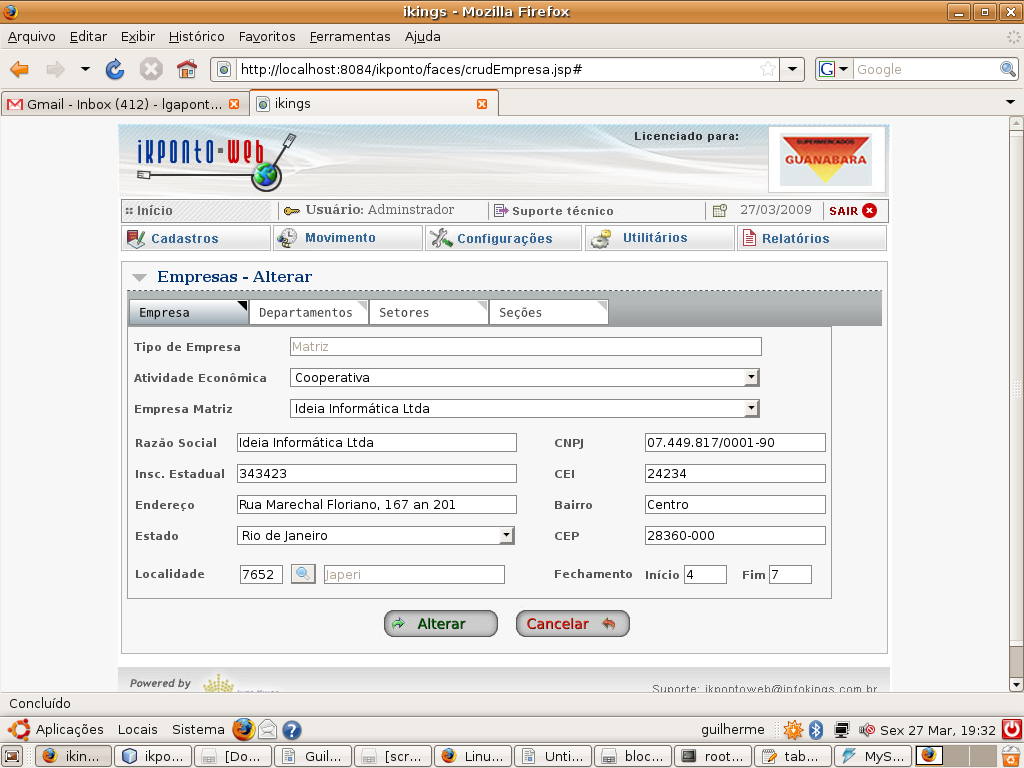 ikings - Mozilla Firefox
Arquivo Editar Exibir Histórico Favoritos Ferramentas Ajuda
http://localhost:8084/ikponto/faces/crudEmpresa.jsp# G Google
Gmail - Inbox (412) - lgapont... ikings
ikponto-web Licenciado para: SUPERMERCADOS GUANABARA
Início Usuário: Adminstrador Suporte técnico 27/03/2009 SAIR
Cadastros Movimento Configurações Utilitários Relatórios
Empresas - Alterar
Empresa Departamentos Setores Seções
Tipo de Empresa Matriz
Atividade Econômica Cooperativa
Empresa Matriz Ideia Informática Ltda
Razão Social Ideia Informática Ltda CNPJ 07.449.817/0001-90
Insc. Estadual 343423 CEI 24234
Endereço Rua Marechal Floriano, 167 an 201 Bairro Centro
Estado Rio de Janeiro CEP 28360-000
Localidade 7652 Japeri Fechamento Início 4 Fim 7
Alterar Cancelar
Powered by Suporte: ikpontoweb@infokings.com.br
Concluído
Aplicações Locais Sistema guilherme Sex 27 Mar, 19:32
ikin... ikpo... [Do... Guil... [scr... Linu... Unti... bloc... root... tab... MyS...